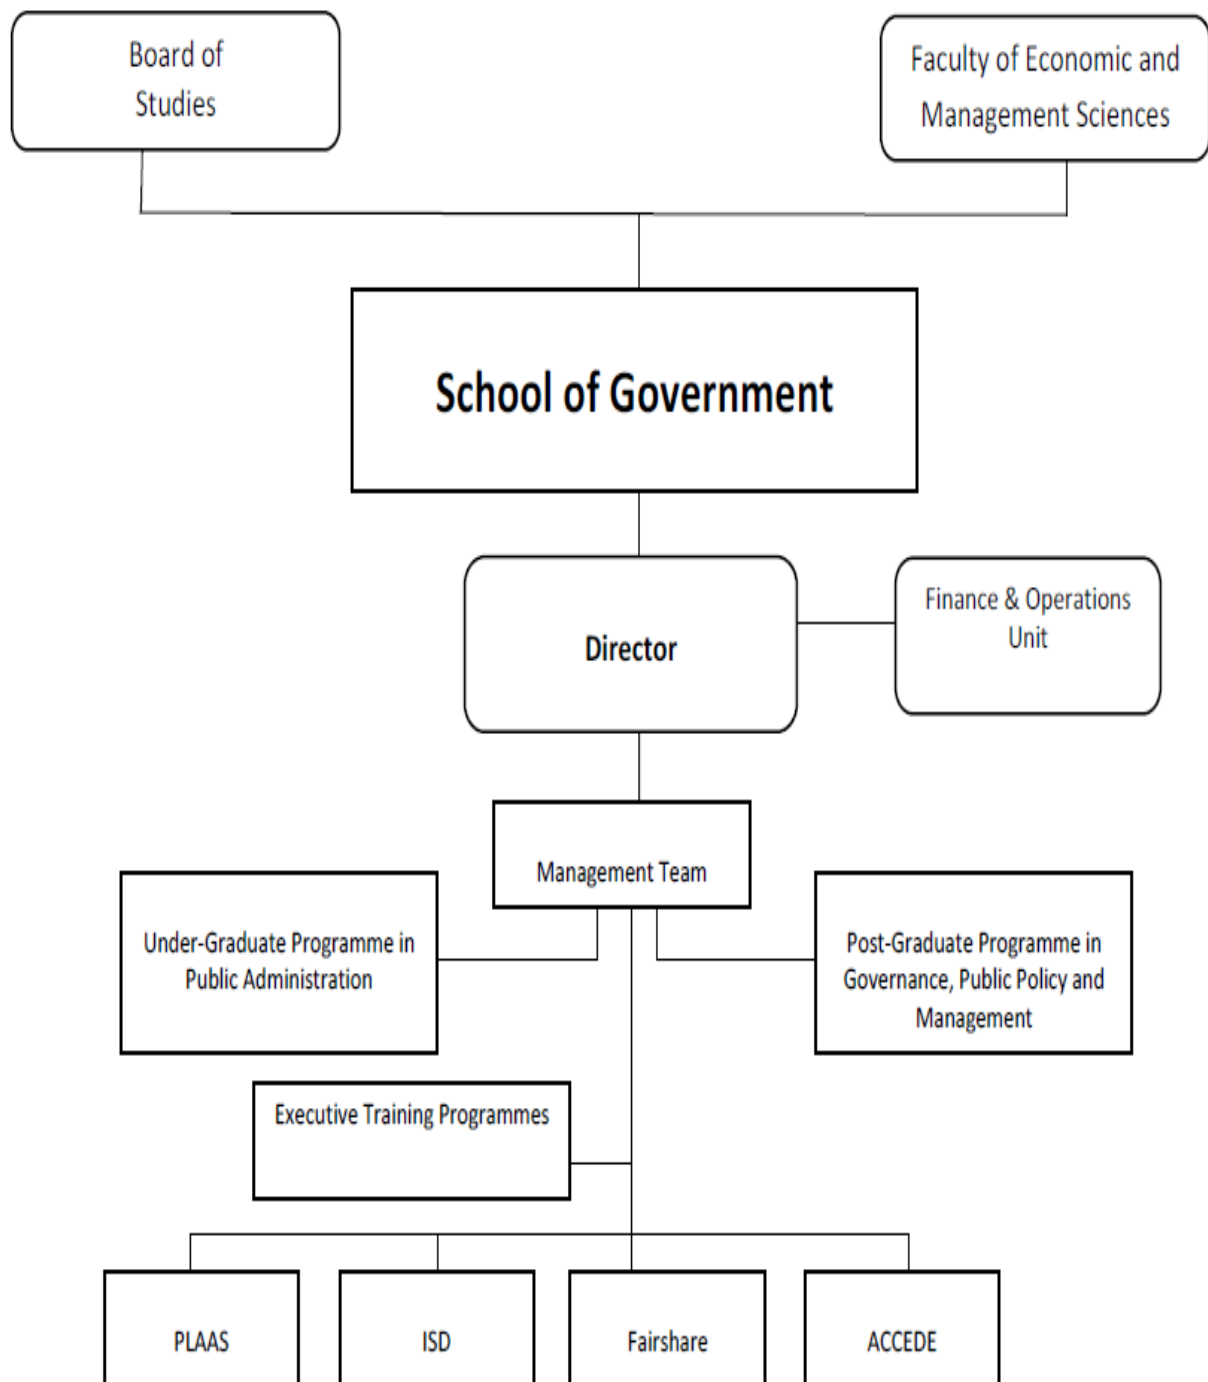 Board of
Studies
Faculty of Economic and
Management Sciences
School of Government
Director
Finance & Operations
Unit
Management Team
Under-Graduate Programme in
Public Administration
Post-Graduate Programme in
Governance, Public Policy and
Management
Executive Training Programmes
PLAAS
ISD
Fairshare
ACCEDE